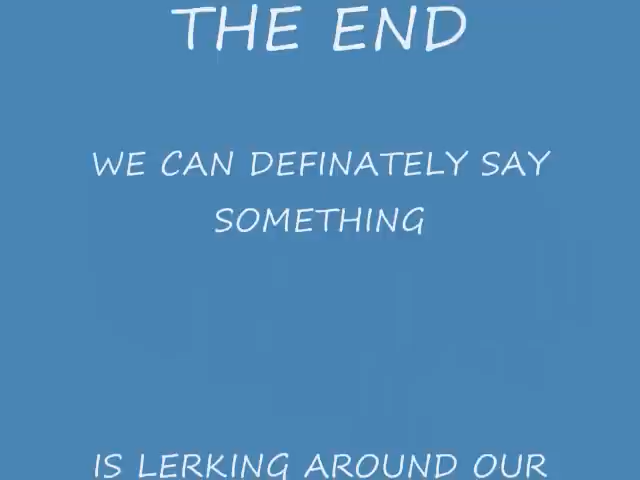 THE END
WE CAN DEFINATELY SAY
SOMETHING
IS LERKING AROUND OUR